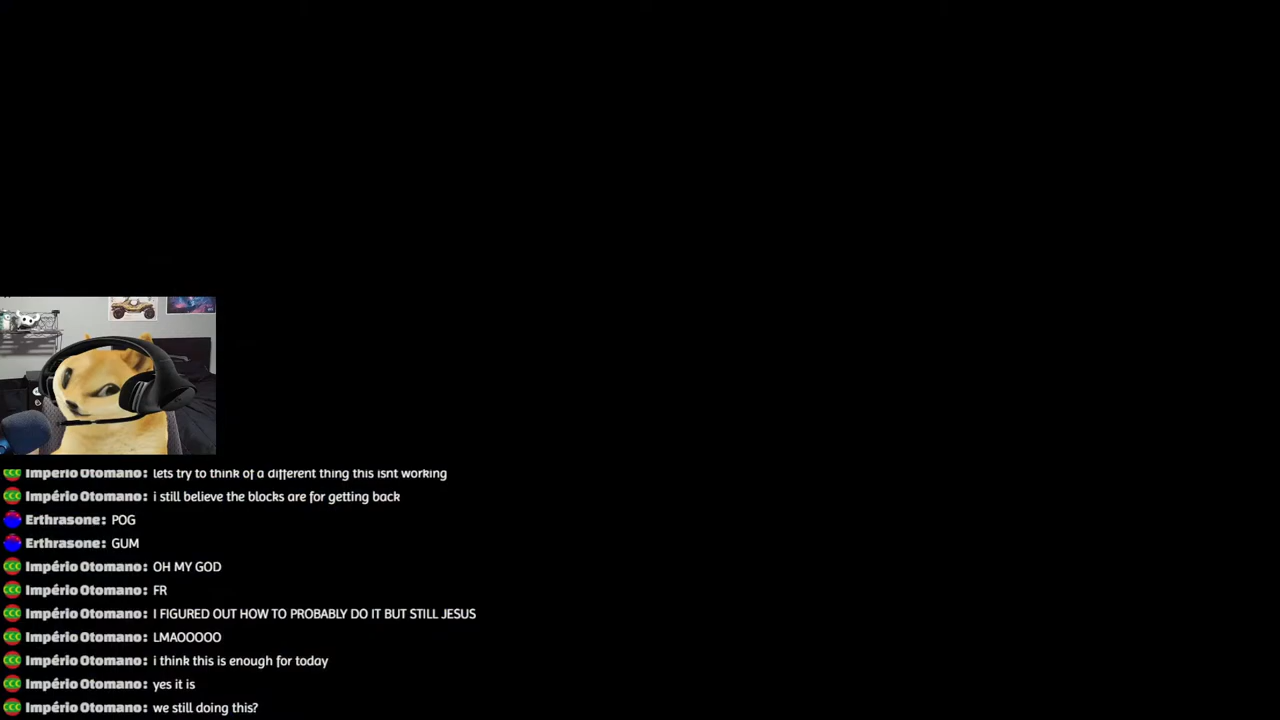 Império Otomano: lets try to think of a different thing this isnt working
Império Otomano: i still believe the blocks are for getting back
Erthrasone: POG
Erthrasone: GUM
Império Otomano: OH MY GOD
Império Otomano: FR
Império Otomano: I FIGURED OUT HOW TO PROBABLY DO IT BUT STILL JESUS
Império Otomano: LMAOOOOO
Império Otomano: i think this is enough for today
Império Otomano: yes it is
Império Otomano: we still doing this?